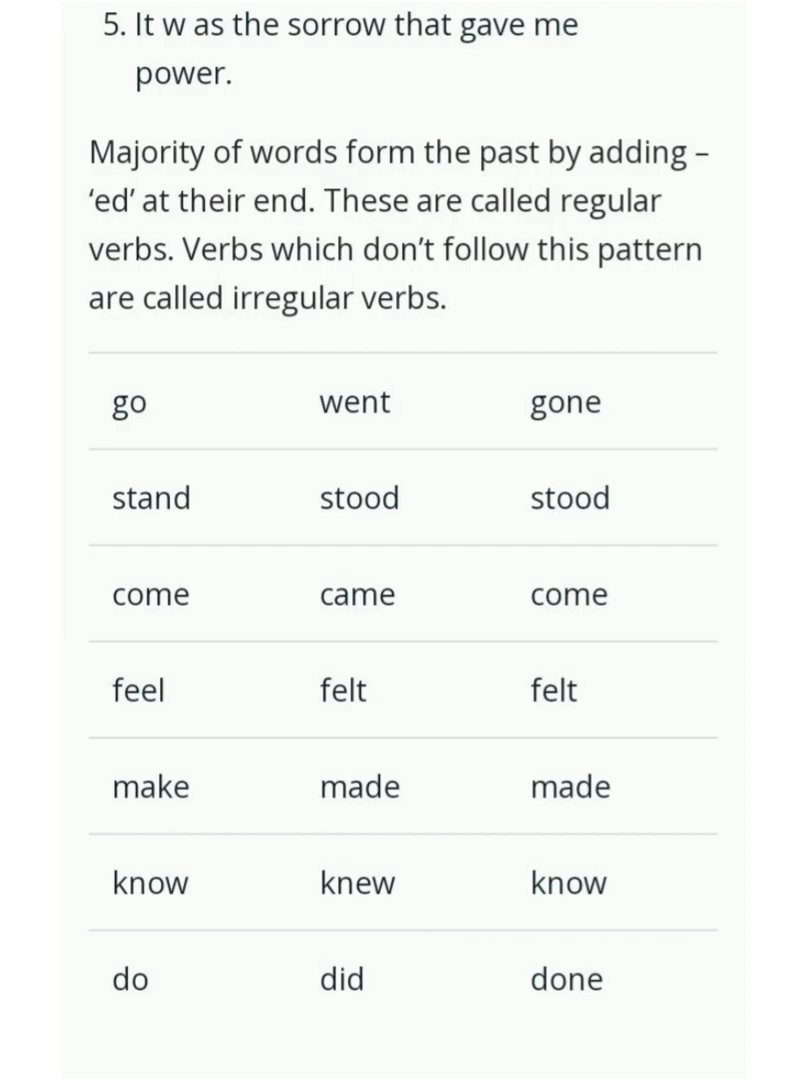 5. It w as the sorrow that gave me
power.
Majority of words form the past by adding –
‘ed’ at their end. These are called regular
verbs. Verbs which don’t follow this pattern
are called irregular verbs.
go went gone
stand stood stood
come came come
feel felt felt
make made made
know knew know
do did done